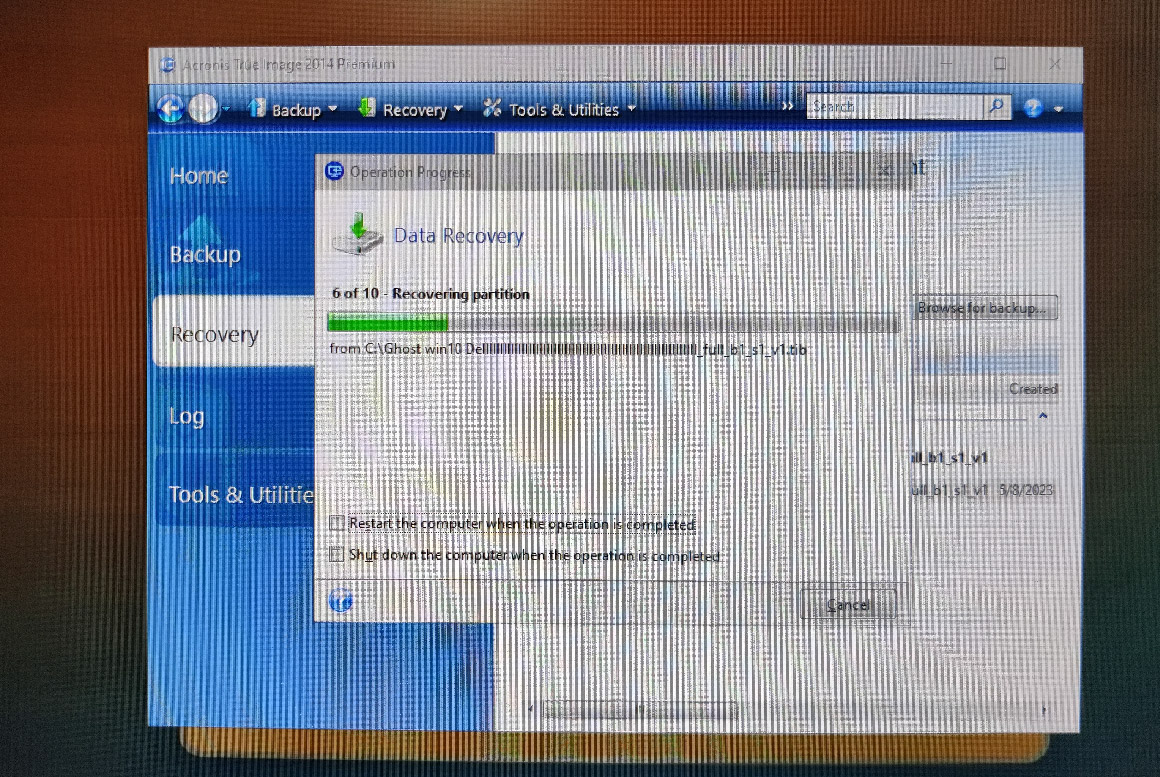 Acronis True Image 2014 Premium
Backup Recovery Tools & Utilities Search
Home
Backup
Recovery
Log
Tools & Utilitie
Operation Progress
Data Recovery
6 of 10 - Recovering partition
from C:\Ghost win10 _full_b1_s1_v1.tib
Restart the computer when the operation is completed
Shut down the computer when the operation is completed
Cancel
nt
Browse for backup...
Created
ull_b1_s1_v1
ull_b1_s1_v1 5/8/2023